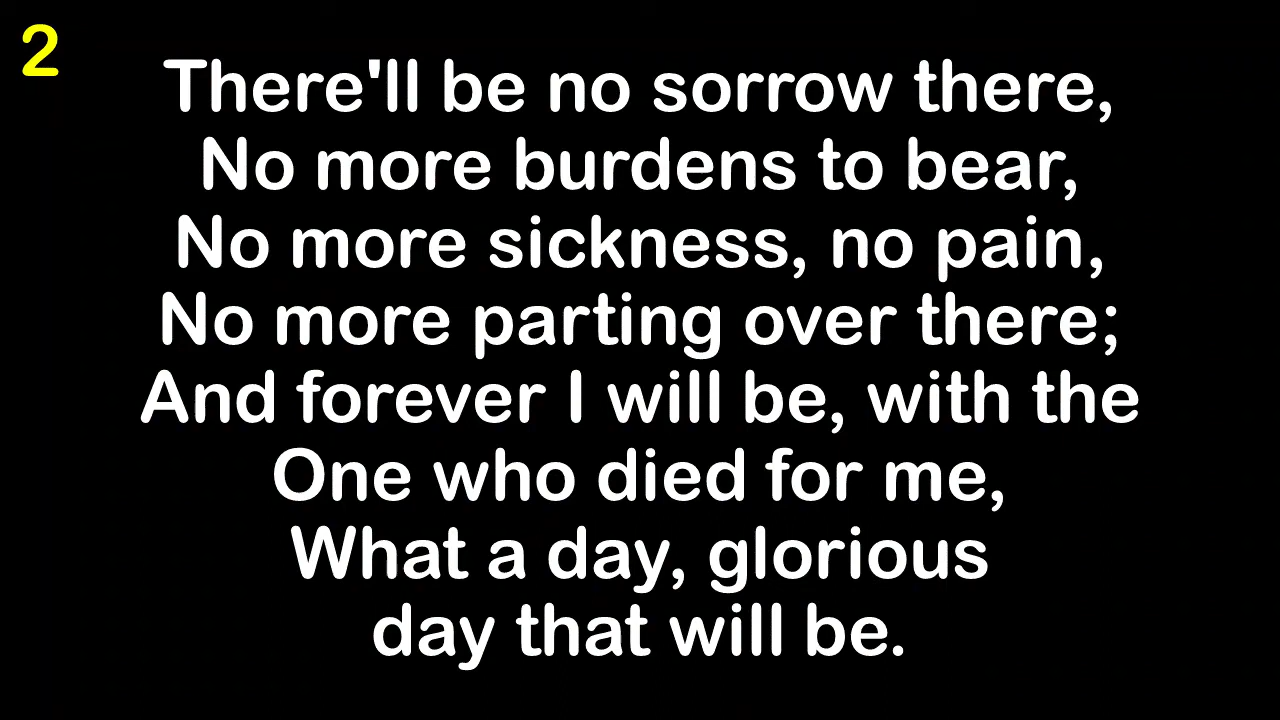 2
There'll be no sorrow there,
No more burdens to bear,
No more sickness, no pain,
No more parting over there;
And forever I will be, with the
One who died for me,
What a day, glorious
day that will be.